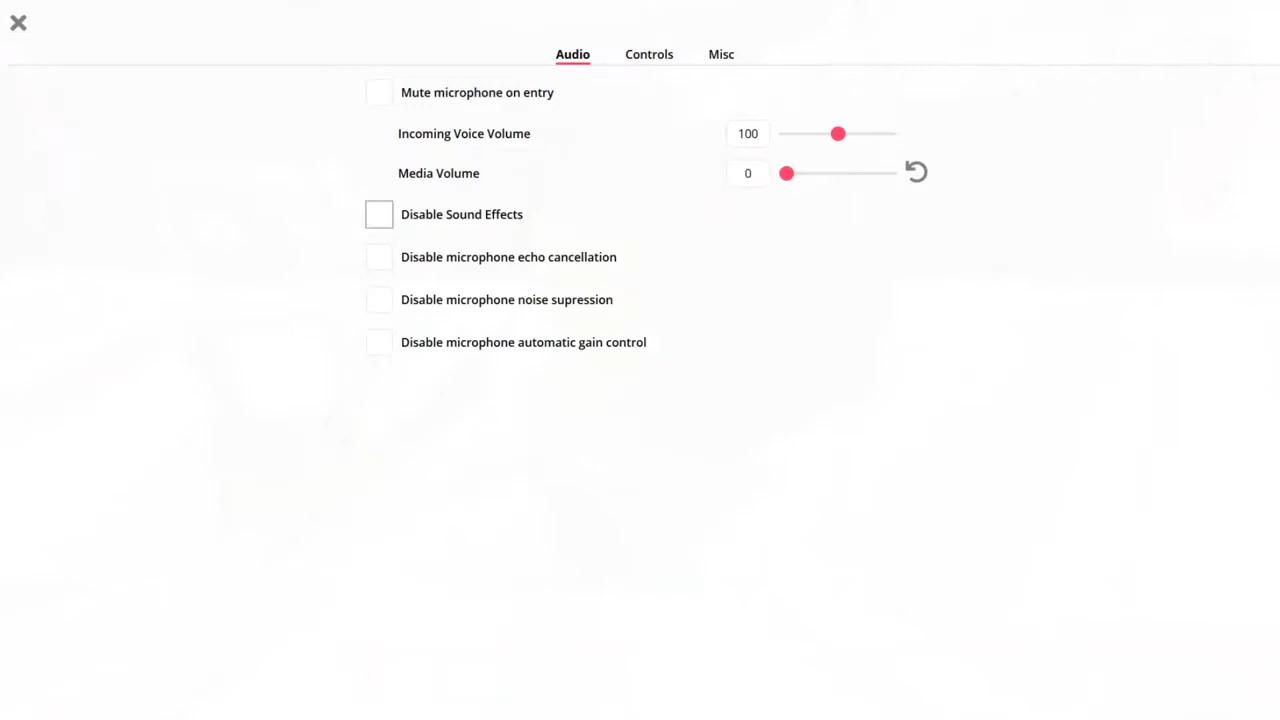 Audio Controls Misc
Mute microphone on entry
Incoming Voice Volume 100
Media Volume 0
Disable Sound Effects
Disable microphone echo cancellation
Disable microphone noise supression
Disable microphone automatic gain control